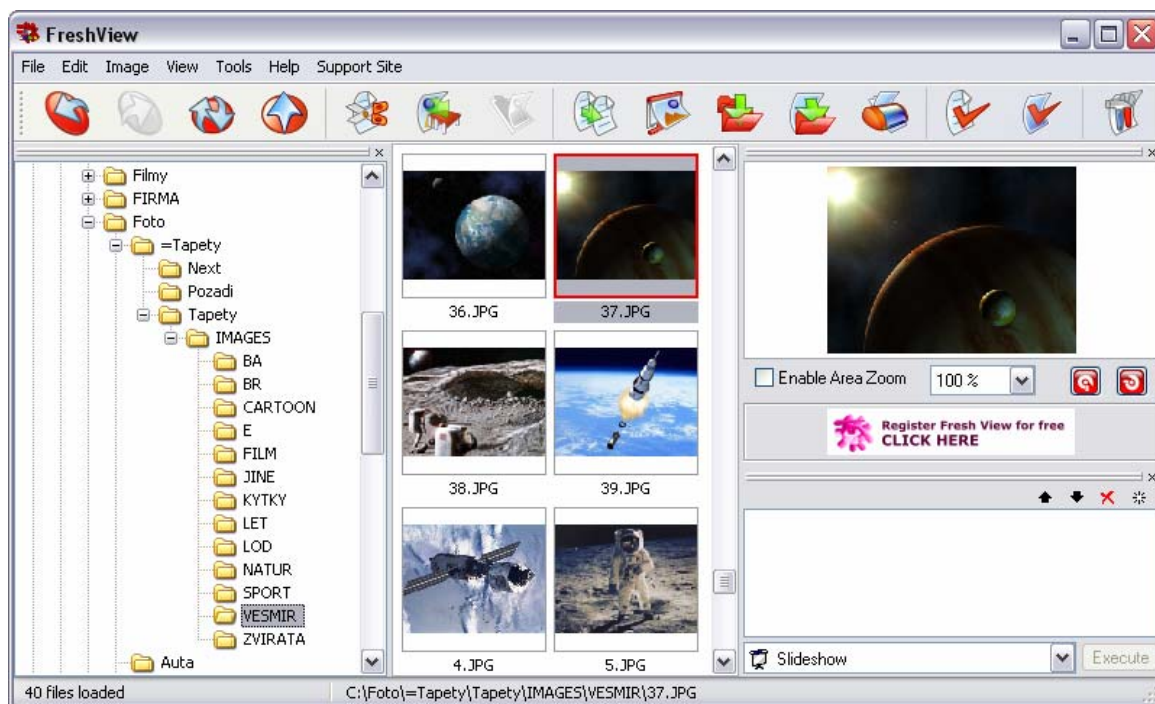 FreshView
File Edit Image View Tools Help Support Site
Filmy
FIRMA
Foto
=Tapety
Next
Pozadi
Tapety
IMAGES
BA
BR
CARTOON
E
FILM
JINE
KYTKY
LET
LOD
NATUR
SPORT
VESMIR
ZVIRATA
Auta
36.JPG 37.JPG
38.JPG 39.JPG
4.JPG 5.JPG
Enable Area Zoom 100 %
Register Fresh View for free
CLICK HERE
Slideshow Execute
40 files loaded C:\Foto\=Tapety\Tapety\IMAGES\VESMIR\37.JPG